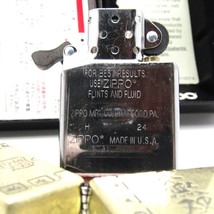 FOR BEST RESULTS
USE ZIPPO®
FLINTS AND FLUID
ZIPPO MFG. CO. BRADFORD PA.
H 24
ZIPPO® MADE IN U.S.A.